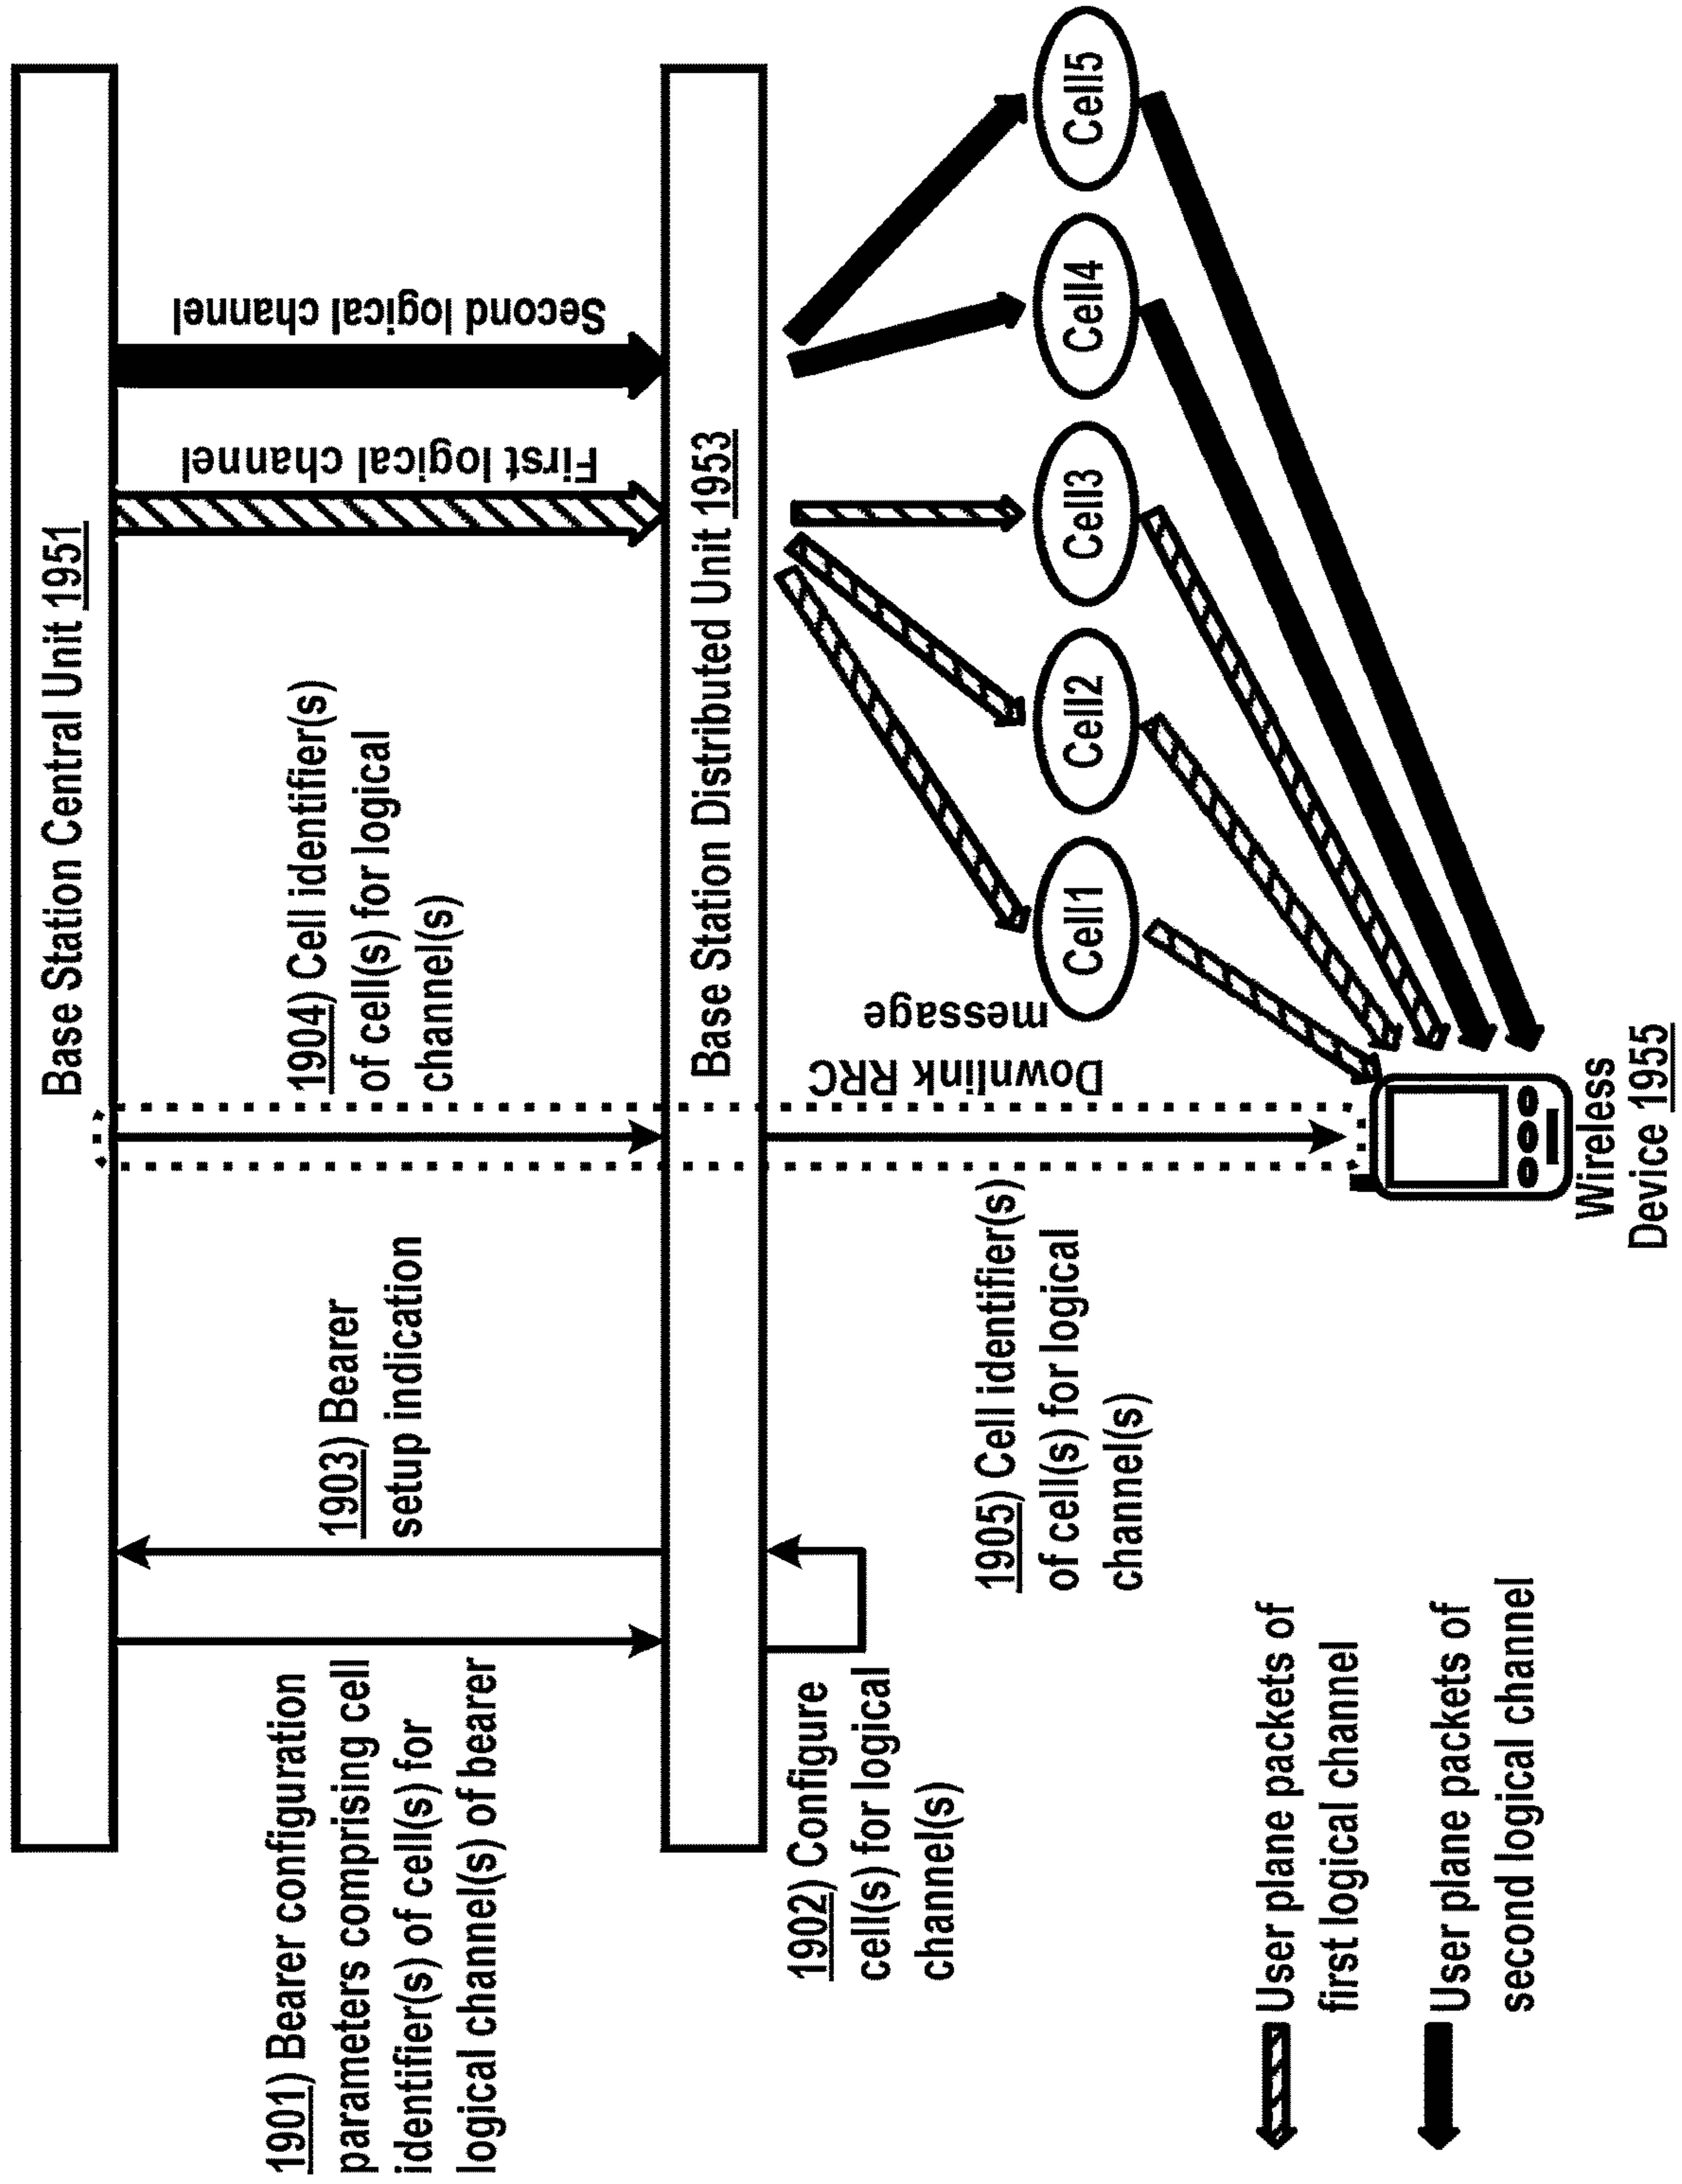 Base Station Central Unit 1951
1901) Bearer configuration
parameters comprising cell
identifier(s) of cell(s) for
logical channel(s) of bearer
1903) Bearer
setup indication
1904) Cell identifier(s)
of cell(s) for logical
channel(s)
First logical channel
Second logical channel
Base Station Distributed Unit 1953
1902) Configure
cell(s) for logical
channel(s)
1905) Cell identifier(s)
of cell(s) for logical
channel(s)
Downlink RRC
message
Cell1
Cell2
Cell3
Cell4
Cell5
User plane packets of
first logical channel
User plane packets of
second logical channel
Wireless
Device 1955